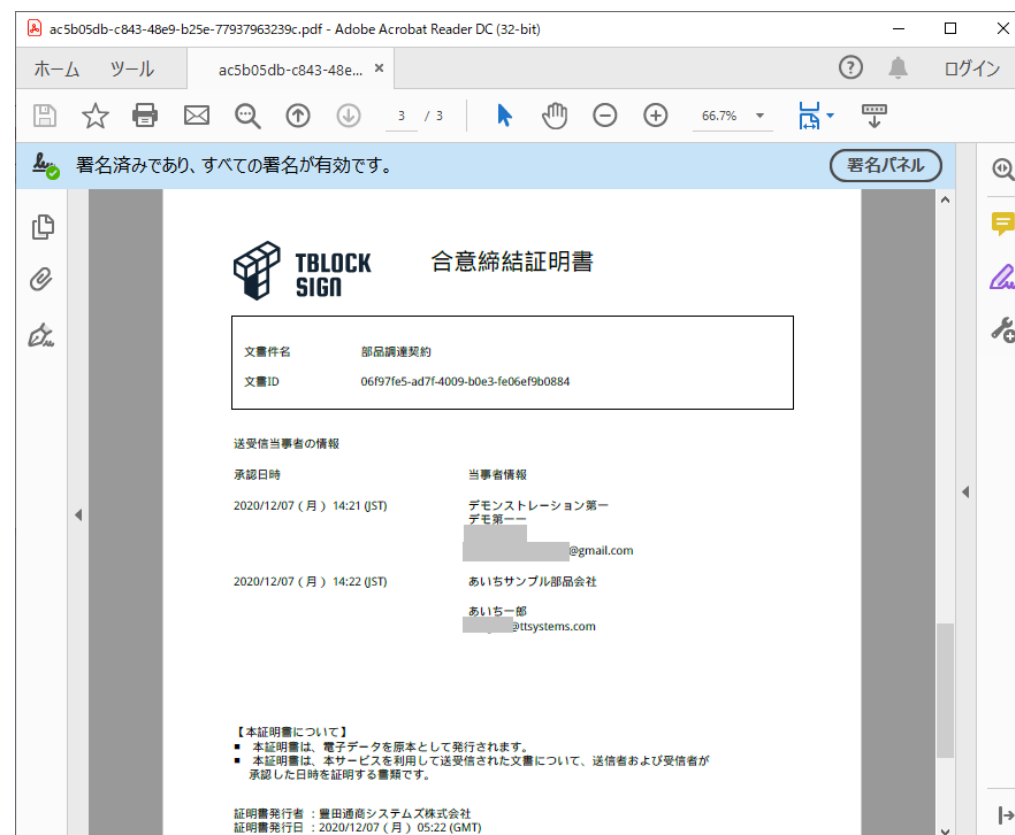 ac5b05db-c843-48e9-b25e-77937963239c.pdf - Adobe Acrobat Reader DC (32-bit)
ホーム ツール ac5b05db-c843-48e... × ログイン
3 / 3 66.7%
署名済みであり、すべての署名が有効です。 署名パネル
TBLOCK SIGN 合意締結証明書
文書件名 部品調達契約
文書ID 06f97fe5-ad7f-4009-b0e3-fe06ef9b0884
送受信当事者の情報
承認日時 当事者情報
2020/12/07 ( 月 ) 14:21 (JST) デモンストレーション第一
デモ第一一
@gmail.com
2020/12/07 ( 月 ) 14:22 (JST) あいちサンプル部品会社
あいち一郎
@ttsystems.com
【本証明書について】
■ 本証明書は、電子データを原本として発行されます。
■ 本証明書は、本サービスを利用して送受信された文書について、送信者および受信者が
承認した日時を証明する書類です。
証明書発行者 : 豊田通商システムズ株式会社
証明書発行日 : 2020/12/07 ( 月 ) 05:22 (GMT)